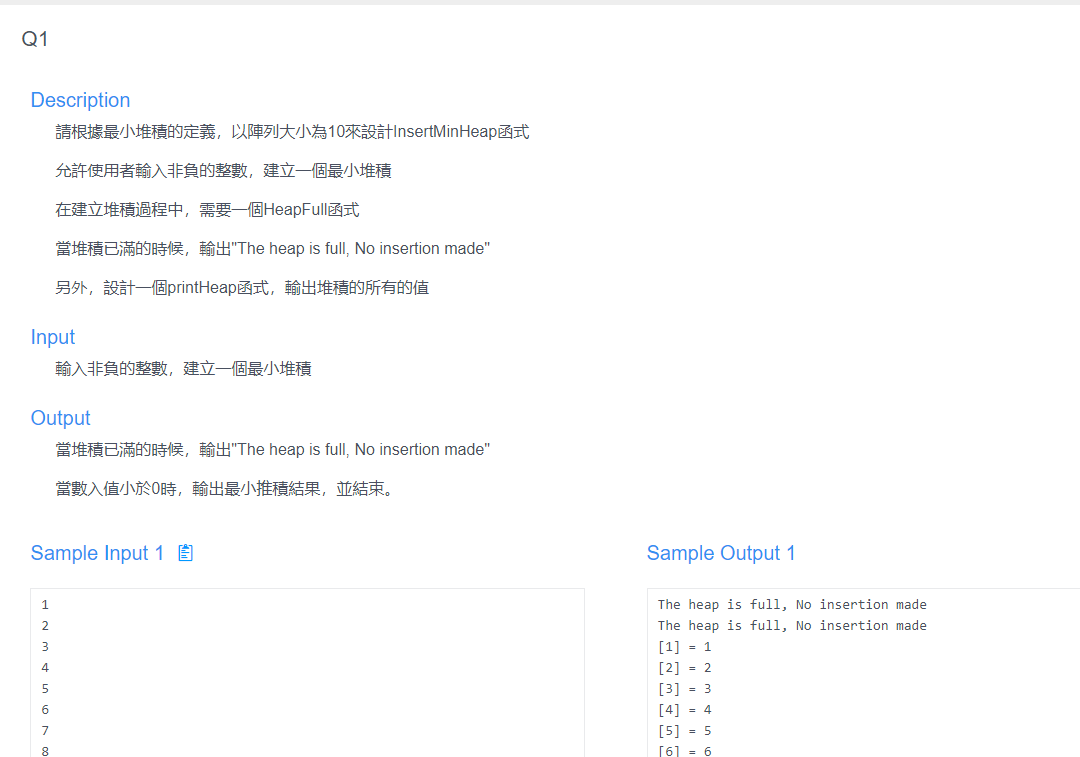 Q1
Description
請根據最小堆積的定義，以陣列大小為10來設計InsertMinHeap函式
允許使用者輸入非負的整數，建立一個最小堆積
在建立堆積過程中，需要一個HeapFull函式
當堆積已滿的時候，輸出"The heap is full, No insertion made"
另外，設計一個printHeap函式，輸出堆積的所有的值
Input
輸入非負的整數，建立一個最小堆積
Output
當堆積已滿的時候，輸出"The heap is full, No insertion made"
當數入值小於0時，輸出最小推積結果，並結束。
Sample Input 1
1
2
3
4
5
6
7
8
Sample Output 1
The heap is full, No insertion made
The heap is full, No insertion made
[1] = 1
[2] = 2
[3] = 3
[4] = 4
[5] = 5
[6] = 6